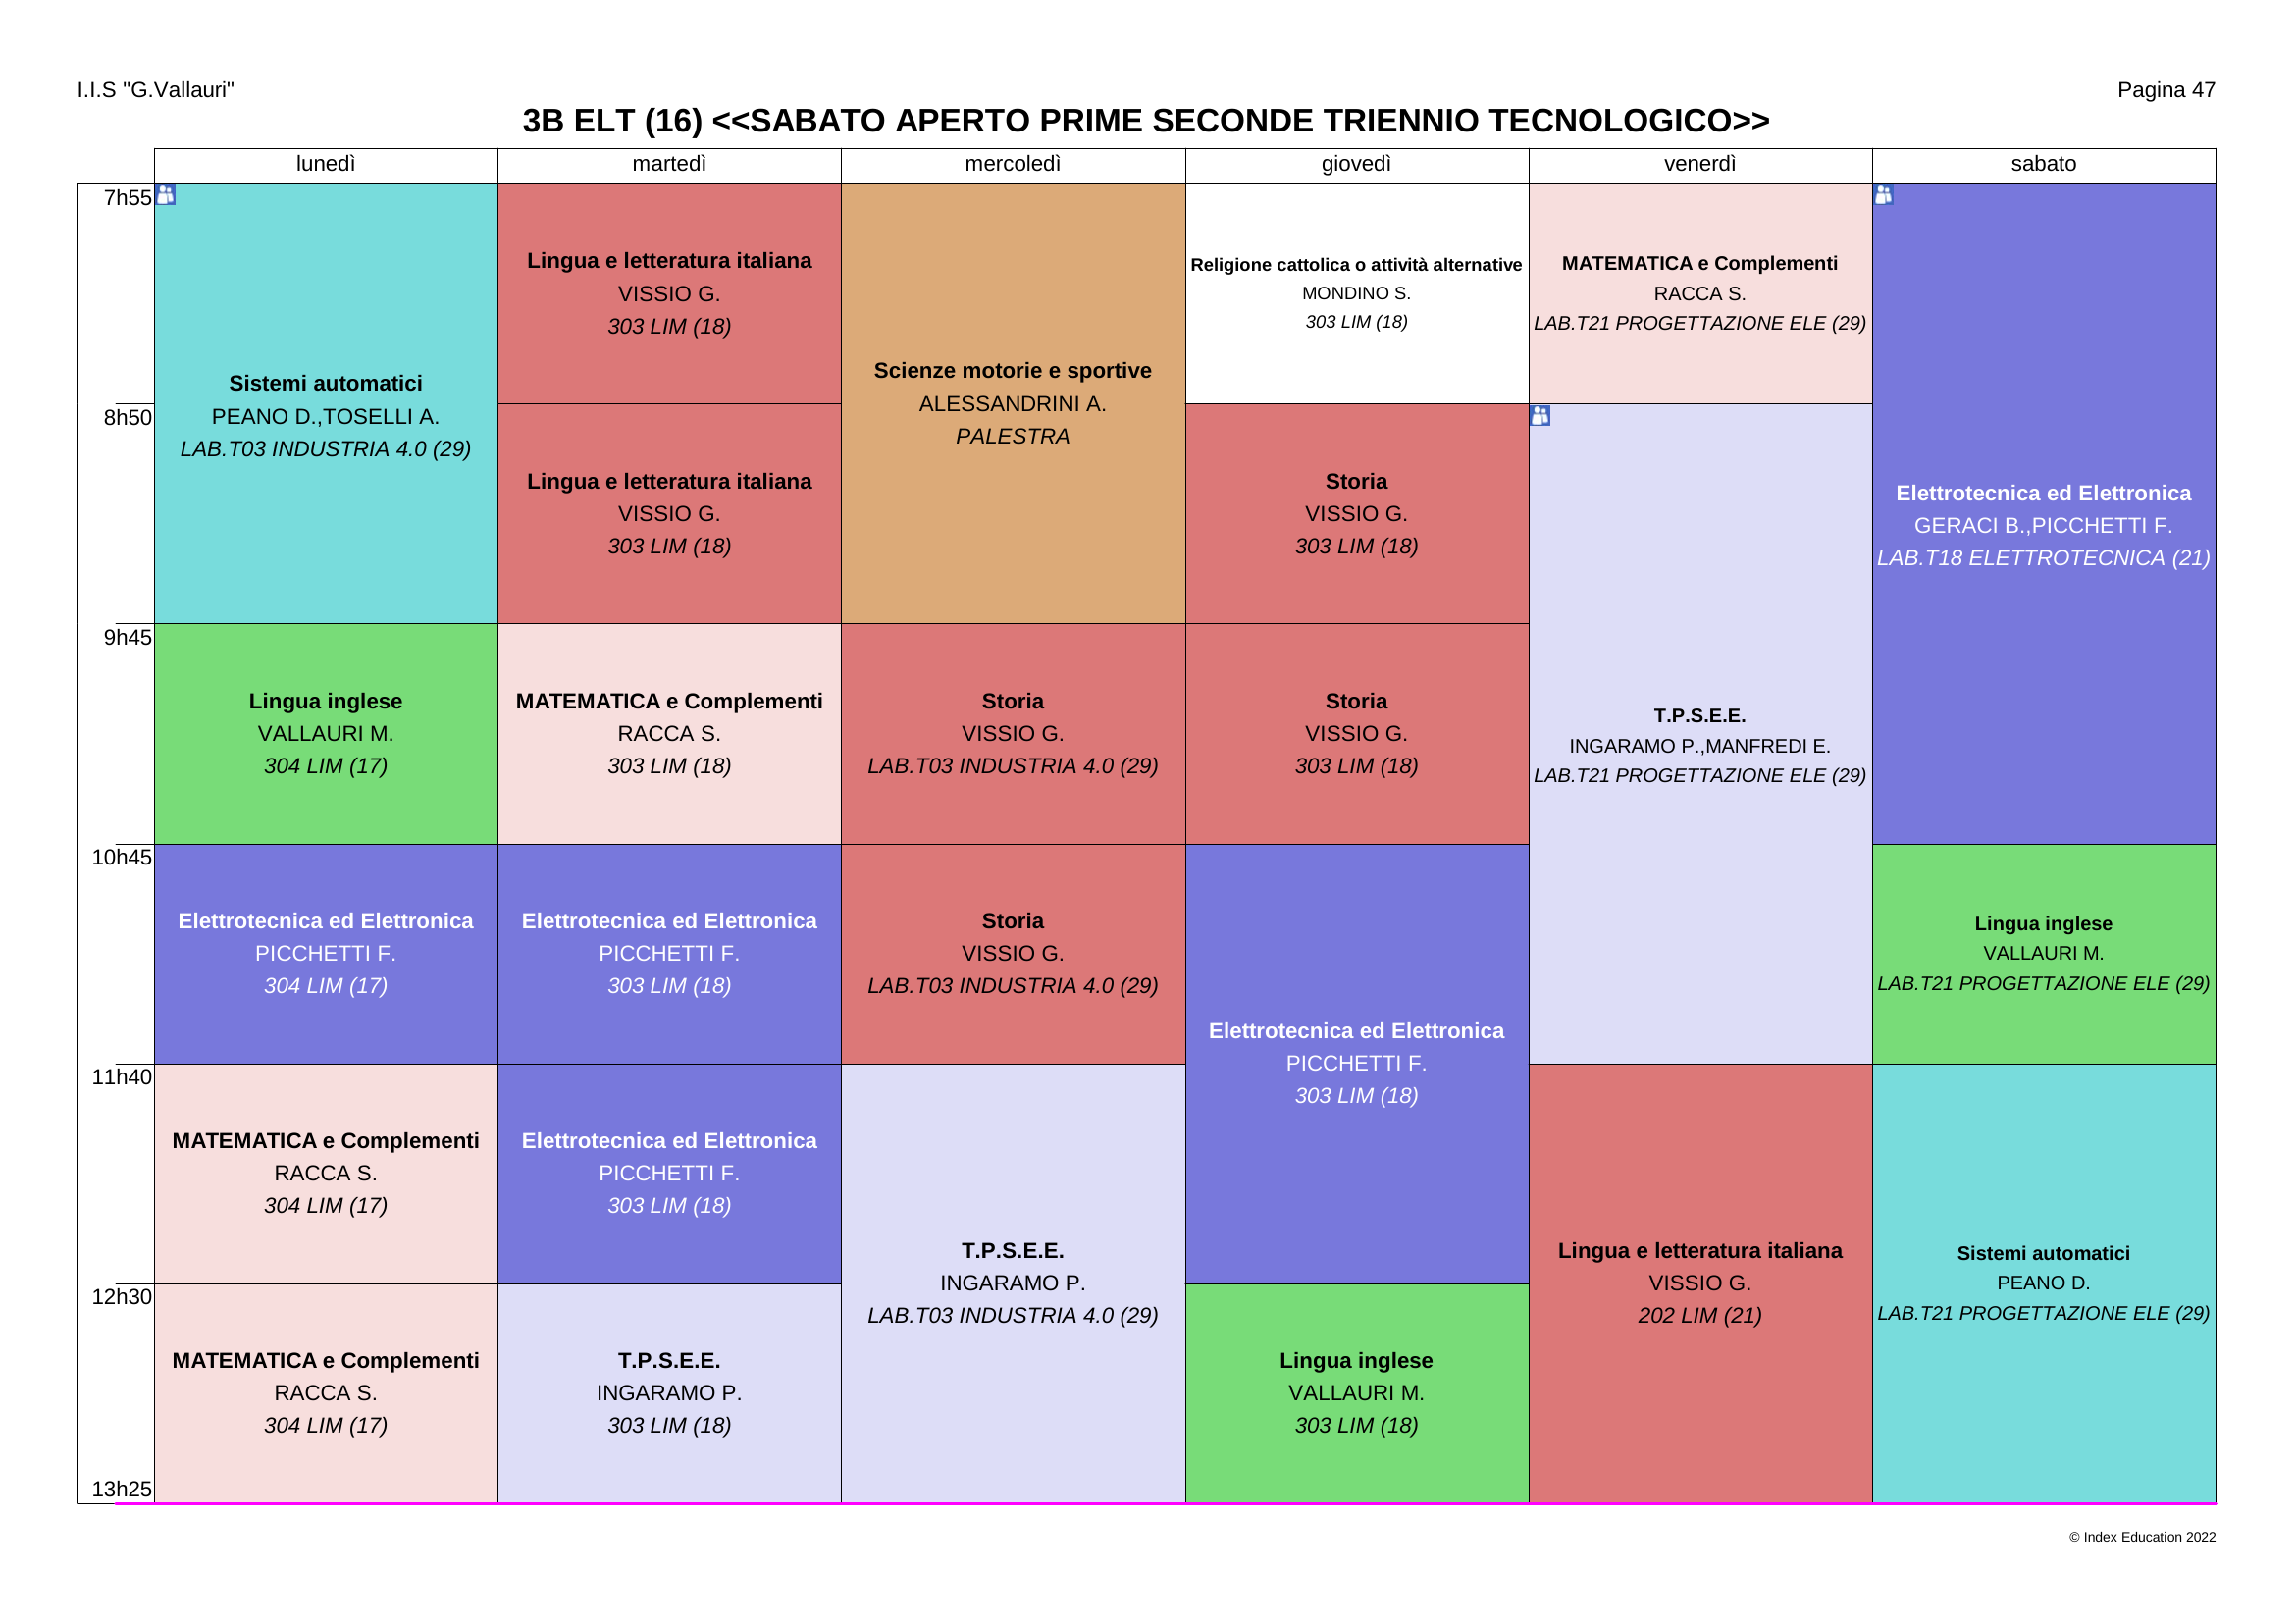 I.I.S "G.Vallauri"
Pagina 47
3B ELT (16) <<SABATO APERTO PRIME SECONDE TRIENNIO TECNOLOGICO>>
lunedì
martedì
mercoledì
giovedì
venerdì
sabato
7h55
8h50
9h45
10h45
11h40
12h30
13h25
Sistemi automatici
PEANO D.,TOSELLI A.
LAB.T03 INDUSTRIA 4.0 (29)
Lingua inglese
VALLAURI M.
304 LIM (17)
Elettrotecnica ed Elettronica
PICCHETTI F.
304 LIM (17)
MATEMATICA e Complementi
RACCA S.
304 LIM (17)
MATEMATICA e Complementi
RACCA S.
304 LIM (17)
Lingua e letteratura italiana
VISSIO G.
303 LIM (18)
Lingua e letteratura italiana
VISSIO G.
303 LIM (18)
MATEMATICA e Complementi
RACCA S.
303 LIM (18)
Elettrotecnica ed Elettronica
PICCHETTI F.
303 LIM (18)
Elettrotecnica ed Elettronica
PICCHETTI F.
303 LIM (18)
T.P.S.E.E.
INGARAMO P.
303 LIM (18)
Scienze motorie e sportive
ALESSANDRINI A.
PALESTRA
Storia
VISSIO G.
LAB.T03 INDUSTRIA 4.0 (29)
Storia
VISSIO G.
LAB.T03 INDUSTRIA 4.0 (29)
T.P.S.E.E.
INGARAMO P.
LAB.T03 INDUSTRIA 4.0 (29)
Religione cattolica o attività alternative
MONDINO S.
303 LIM (18)
Storia
VISSIO G.
303 LIM (18)
Storia
VISSIO G.
303 LIM (18)
Elettrotecnica ed Elettronica
PICCHETTI F.
303 LIM (18)
Lingua inglese
VALLAURI M.
303 LIM (18)
MATEMATICA e Complementi
RACCA S.
LAB.T21 PROGETTAZIONE ELE (29)
T.P.S.E.E.
INGARAMO P.,MANFREDI E.
LAB.T21 PROGETTAZIONE ELE (29)
Lingua e letteratura italiana
VISSIO G.
202 LIM (21)
Elettrotecnica ed Elettronica
GERACI B.,PICCHETTI F.
LAB.T18 ELETTROTECNICA (21)
Lingua inglese
VALLAURI M.
LAB.T21 PROGETTAZIONE ELE (29)
Sistemi automatici
PEANO D.
LAB.T21 PROGETTAZIONE ELE (29)
© Index Education 2022